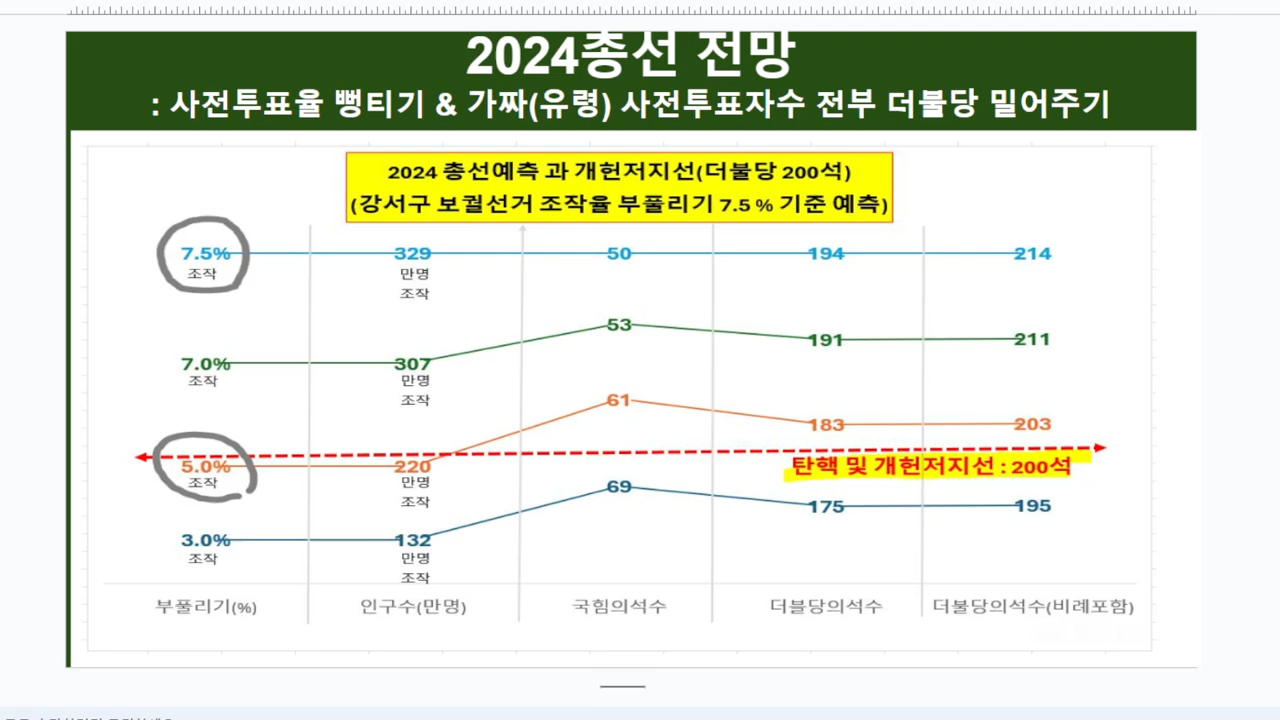 2024총선 전망
: 사전투표율 뻥티기 & 가짜(유령) 사전투표자수 전부 더불당 밀어주기
2024 총선예측 과 개헌저지선(더불당 200석)
(강서구 보궐선거 조작율 부풀리기 7.5 % 기준 예측)
7.5% 329 50 194 214
조작 만명
조작
53
7.0% 307 191 211
조작 만명
조작
61
183 203
5.0% 220 탄핵 및 개헌저지선 : 200석
조작 만명
조작
69
175 195
3.0% 132
조작 만명
조작
부풀리기(%) 인구수(만명) 국힘의석수 더블당의석수 더불당의석수(비례포함)